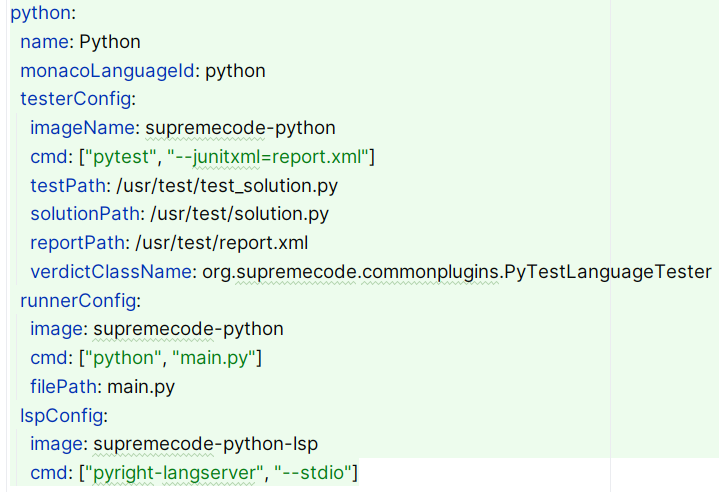 python:
  name: Python
  monacoLanguageId: python
  testerConfig:
    imageName: supremecode-python
    cmd: ["pytest", "--junitxml=report.xml"]
    testPath: /usr/test/test_solution.py
    solutionPath: /usr/test/solution.py
    reportPath: /usr/test/report.xml
    verdictClassName: org.supremecode.commonplugins.PyTestLanguageTester
  runnerConfig:
    image: supremecode-python
    cmd: ["python", "main.py"]
    filePath: main.py
  lspConfig:
    image: supremecode-python-lsp
    cmd: ["pyright-langserver", "--stdio"]